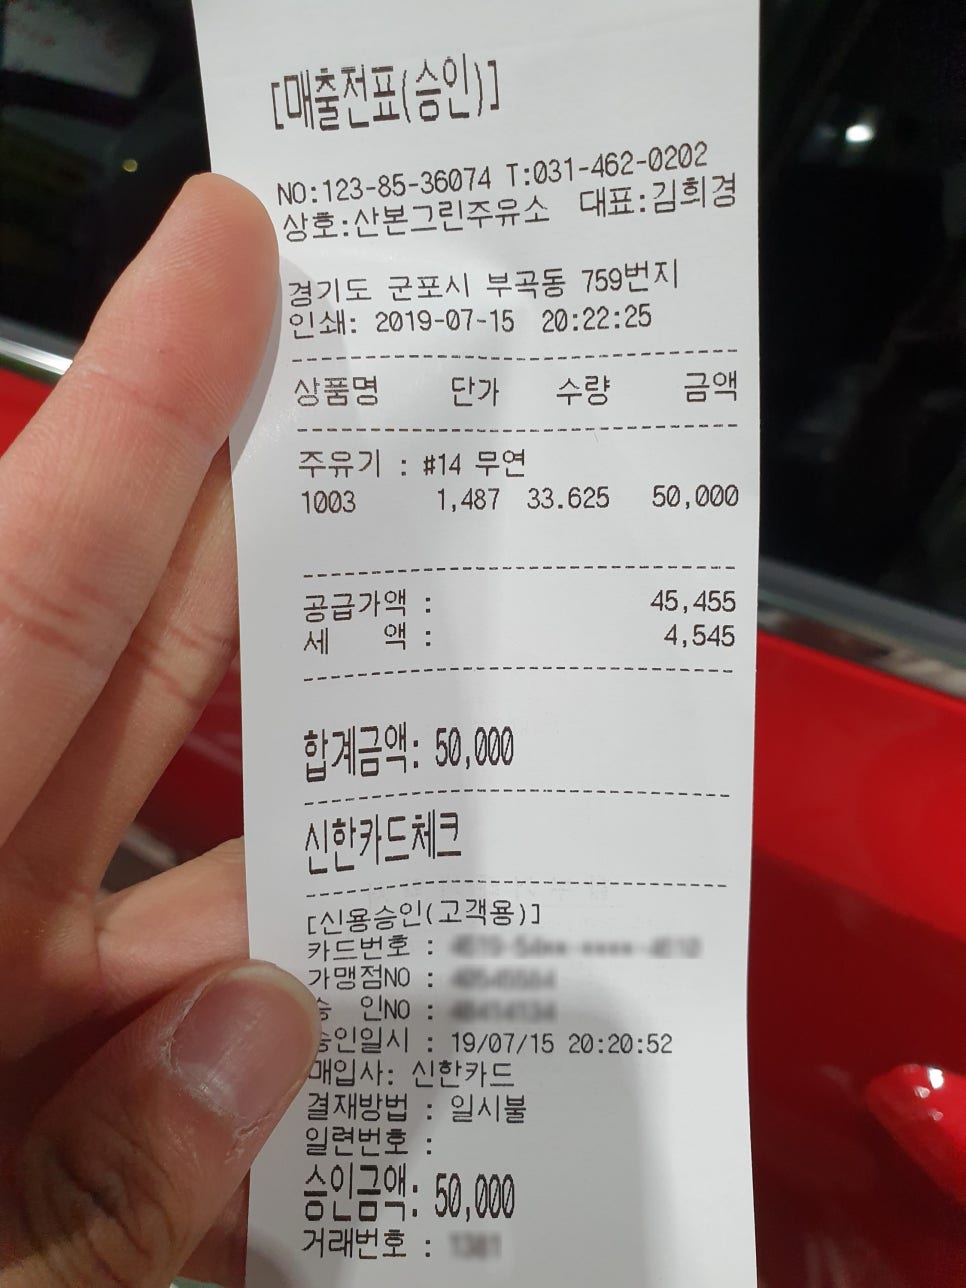 [매출전표(승인)]
NO:123-85-36074 T:031-462-0202
상호:산본그린주유소 대표:김희경
경기도 군포시 부곡동 759번지
인쇄: 2019-07-15 20:22:25
상품명 단가 수량 금액
주유기 : #14 무연
1003 1,487 33.625 50,000
공급가액 : 45,455
세 액 : 4,545
합계금액: 50,000
신한카드체크
[신용승인(고객용)]
카드번호 :
가맹점NO :
승 인NO :
승인일시 : 19/07/15 20:20:52
매입사: 신한카드
결재방법 : 일시불
일련번호 :
승인금액: 50,000
거래번호 :